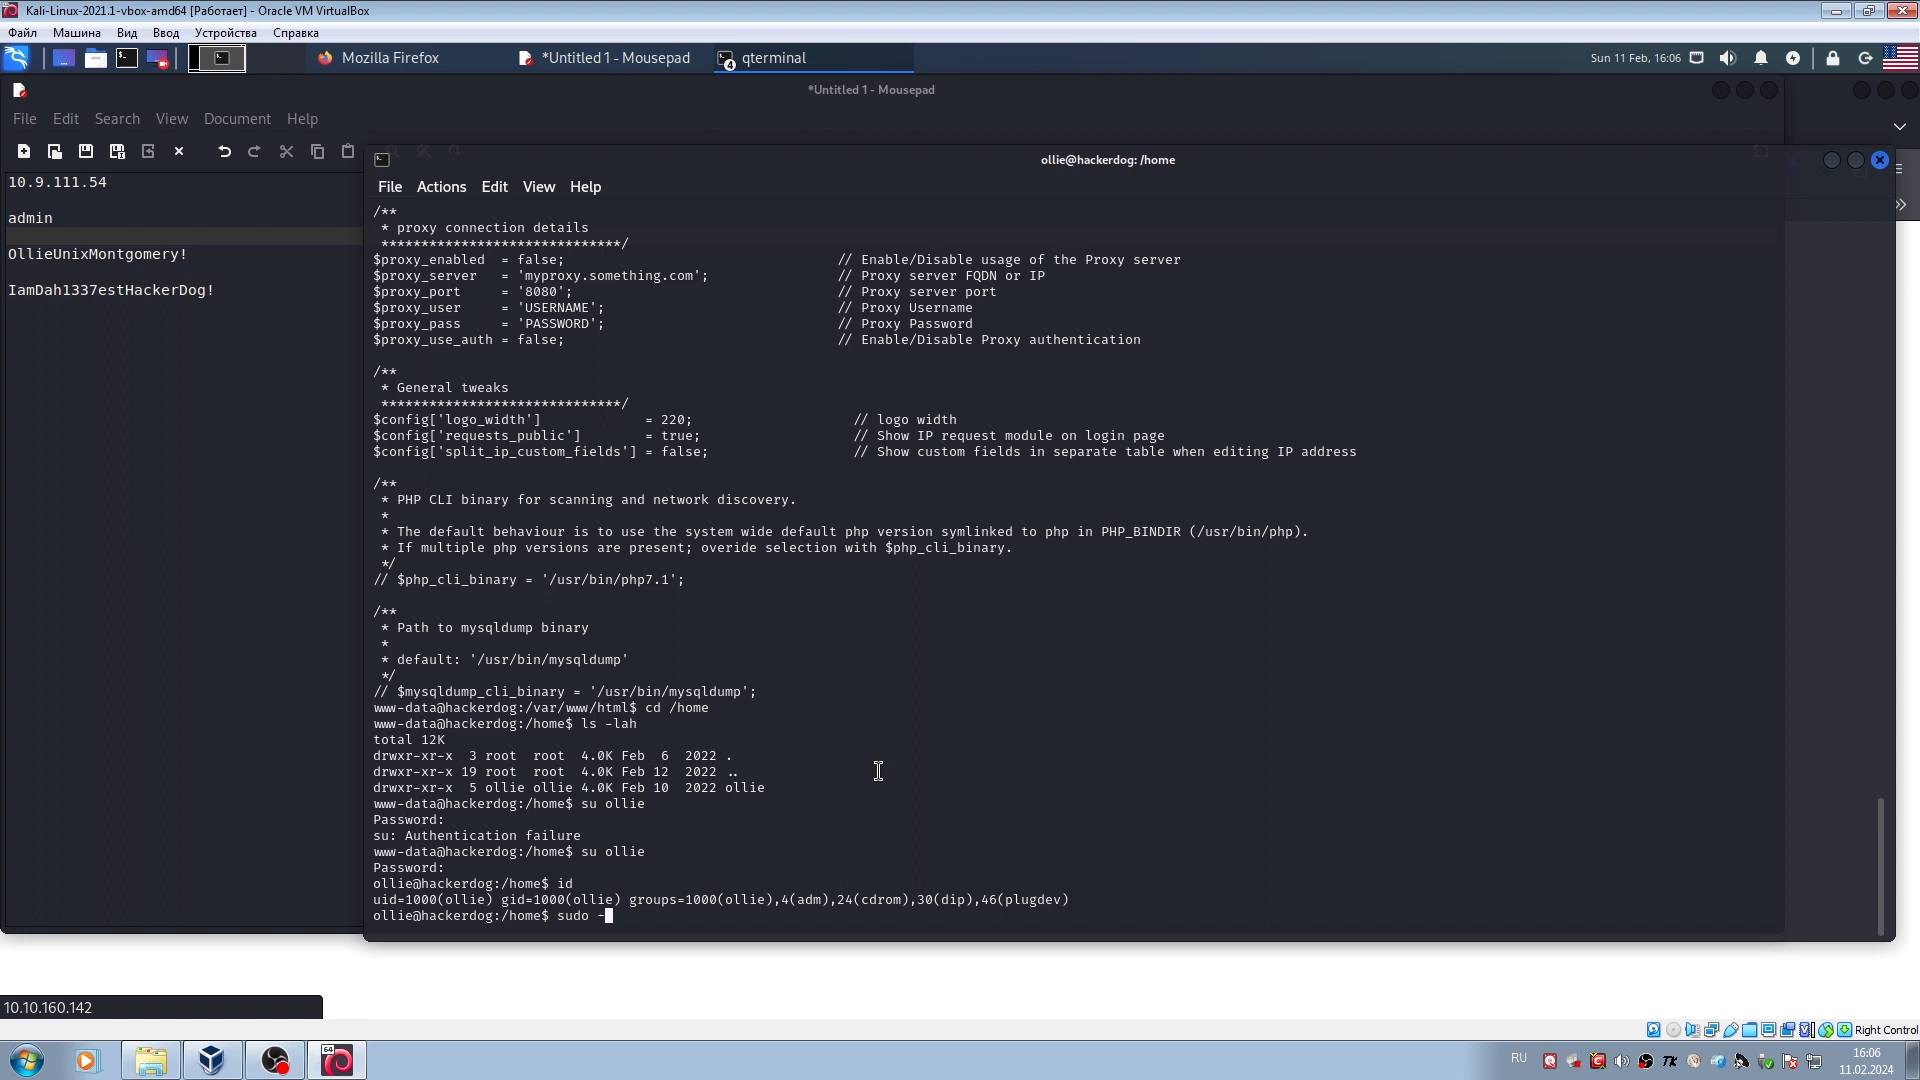 Kali-Linux-2021.1-vbox-amd64 [Работает] - Oracle VM VirtualBox
Файл Машина Вид Ввод Устройства Справка
Mozilla Firefox
*Untitled 1 - Mousepad
4 qterminal
Sun 11 Feb, 16:06
*Untitled 1 - Mousepad
File Edit Search View Document Help
10.9.111.54
admin
OllieUnixMontgomery!
IamDah1337estHackerDog!
ollie@hackerdog: /home
File Actions Edit View Help
/**
 * proxy connection details
 ******************************/
$proxy_enabled  = false;                                  // Enable/Disable usage of the Proxy server
$proxy_server   = 'myproxy.something.com';                // Proxy server FQDN or IP
$proxy_port     = '8080';                                 // Proxy server port
$proxy_user     = 'USERNAME';                             // Proxy Username
$proxy_pass     = 'PASSWORD';                             // Proxy Password
$proxy_use_auth = false;                                  // Enable/Disable Proxy authentication
/**
 * General tweaks
 ******************************/
$config['logo_width']             = 220;                    // logo width
$config['requests_public']        = true;                   // Show IP request module on login page
$config['split_ip_custom_fields'] = false;                  // Show custom fields in separate table when editing IP address
/**
 * PHP CLI binary for scanning and network discovery.
 *
 * The default behaviour is to use the system wide default php version symlinked to php in PHP_BINDIR (/usr/bin/php).
 * If multiple php versions are present; overide selection with $php_cli_binary.
 */
// $php_cli_binary = '/usr/bin/php7.1';
/**
 * Path to mysqldump binary
 *
 * default: '/usr/bin/mysqldump'
 */
// $mysqldump_cli_binary = '/usr/bin/mysqldump';
www-data@hackerdog:/var/www/html$ cd /home
www-data@hackerdog:/home$ ls -lah
total 12K
drwxr-xr-x  3 root  root  4.0K Feb  6  2022 .
drwxr-xr-x 19 root  root  4.0K Feb 12  2022 ..
drwxr-xr-x  5 ollie ollie 4.0K Feb 10  2022 ollie
www-data@hackerdog:/home$ su ollie
Password:
su: Authentication failure
www-data@hackerdog:/home$ su ollie
Password:
ollie@hackerdog:/home$ id
uid=1000(ollie) gid=1000(ollie) groups=1000(ollie),4(adm),24(cdrom),30(dip),46(plugdev)
ollie@hackerdog:/home$ sudo -
10.10.160.142
Right Control
64
RU
16:06
11.02.2024